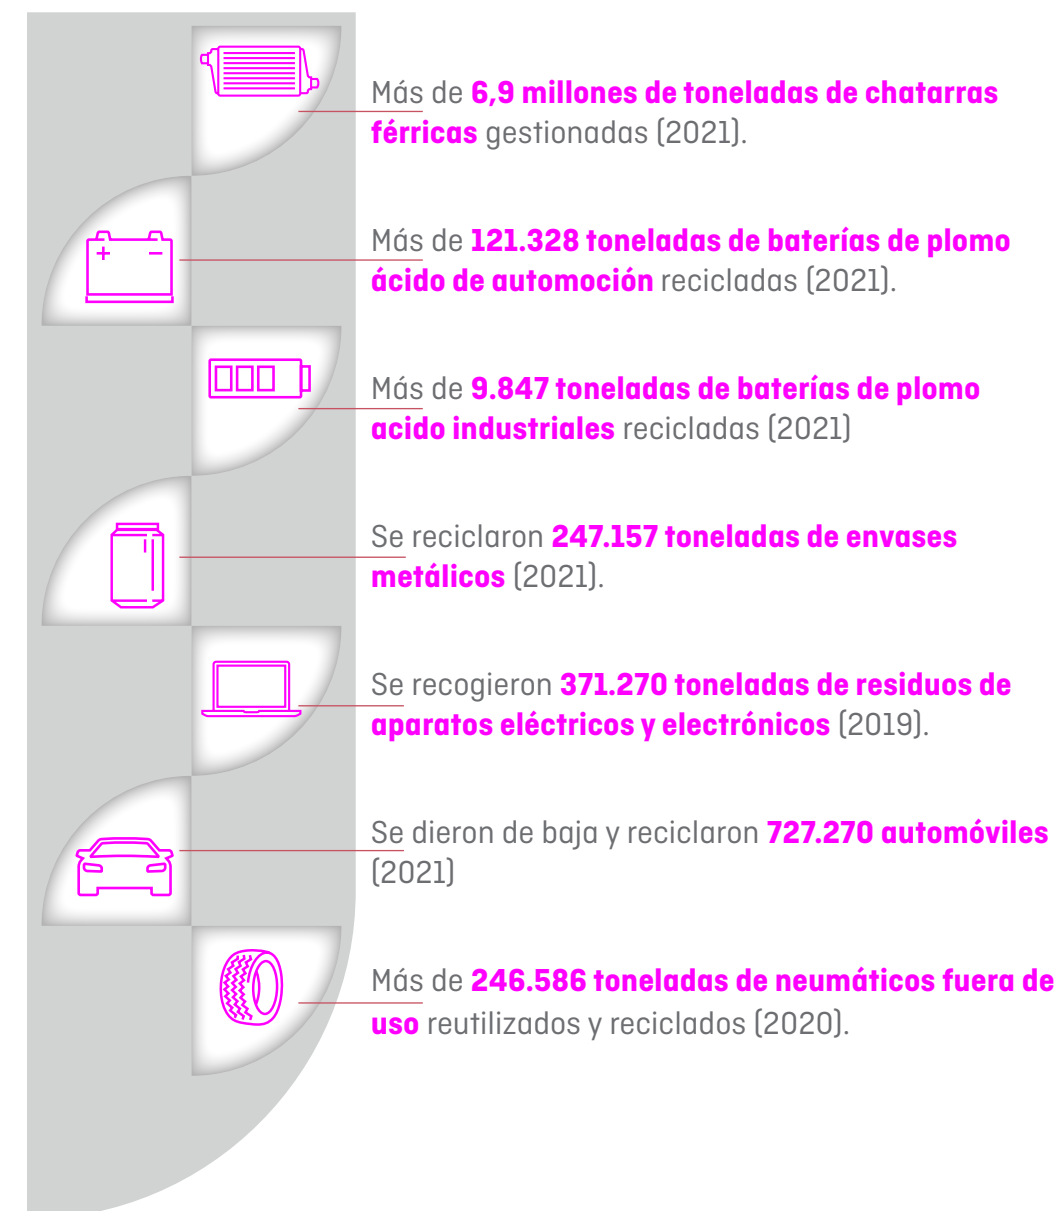 Más de 6,9 millones de toneladas de chatarras
férricas gestionadas (2021).
Más de 121.328 toneladas de baterías de plomo
ácido de automoción recicladas (2021).
Más de 9.847 toneladas de baterías de plomo
acido industriales recicladas (2021)
Se reciclaron 247.157 toneladas de envases
metálicos (2021).
Se recogieron 371.270 toneladas de residuos de
aparatos eléctricos y electrónicos (2019).
Se dieron de baja y reciclaron 727.270 automóviles
(2021)
Más de 246.586 toneladas de neumáticos fuera de
uso reutilizados y reciclados (2020).